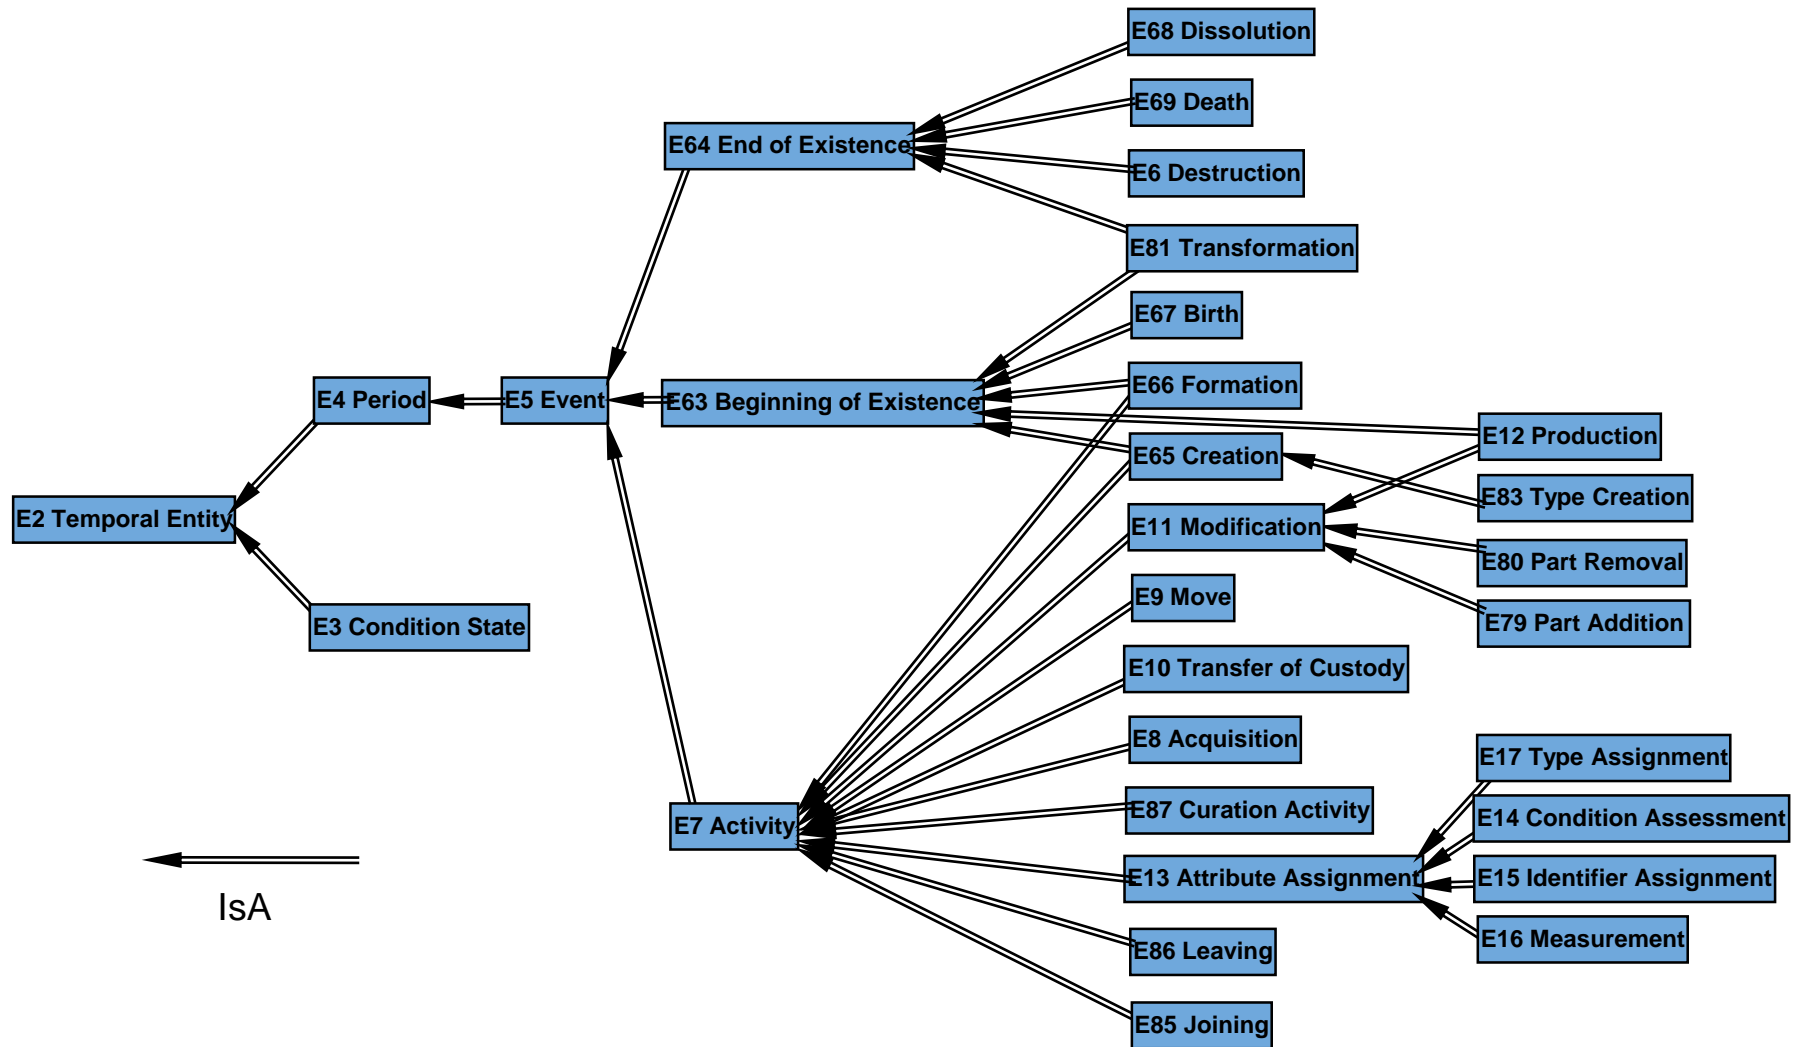 E68 Dissolution
E69 Death
E64 End of Existence
E6 Destruction
E81 Transformation
E67 Birth
E66 Formation
E4 Period
E5 Event
E63 Beginning of Existence
E12 Production
E65 Creation
E83 Type Creation
E2 Temporal Entity
E11 Modification
E80 Part Removal
E9 Move
E79 Part Addition
E3 Condition State
E10 Transfer of Custody
E8 Acquisition
E17 Type Assignment
E87 Curation Activity
E7 Activity
E14 Condition Assessment
E13 Attribute Assignment
E15 Identifier Assignment
IsA
E16 Measurement
E86 Leaving
E85 Joining